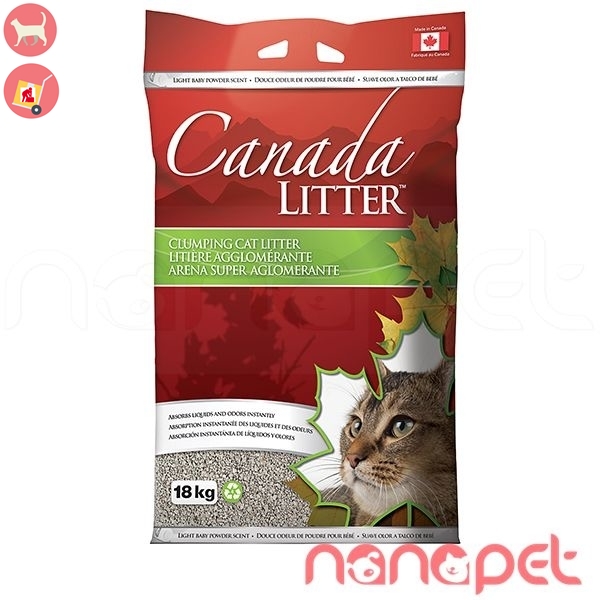 Made in Canada
Fabriqué au Canada
LIGHT BABY POWDER SCENT • DOUCE ODEUR DE POUDRE POUR BÉBÉ • SUAVE OLOR A TALCO DE BEBÉ
Canada
LITTER™
CLUMPING CAT LITTER
LITIÈRE AGGLOMÉRANTE
ARENA SUPER AGLOMERANTE
nanapet
ABSORBS LIQUIDS AND ODORS INSTANTLY
ABSORPTION INSTANTANÉE DES LIQUIDES ET DES ODEURS
ABSORCIÓN INSTANTÁNEA DE LÍQUIDOS Y OLORES
18 kg
LIGHT BABY POWDER SCENT • DOUCE ODEUR DE POUDRE POUR BÉBÉ • SUAVE OLOR A TALCO DE BEBÉ
nanapet